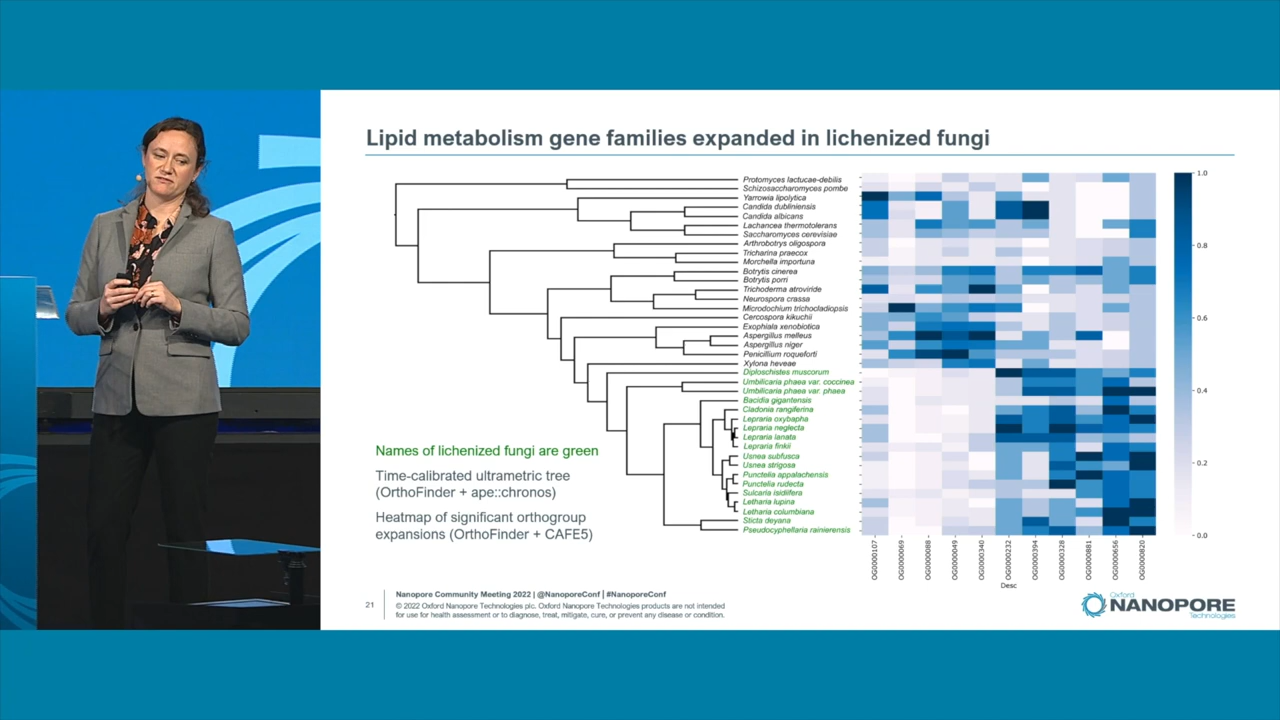 Lipid metabolism gene families expanded in lichenized fungi
Protomyces lactucae-debilis
Schizosaccharomyces pombe
Yarrowia lipolytica
Candida dubliniensis
Candida albicans
Lachancea thermotolerans
Saccharomyces cerevisiae
Arthrobotrys oligospora
Tricharina praecox
Morchella importuna
Botrytis cinerea
Botrytis porri
Trichoderma atroviride
Neurospora crassa
Microdochium trichocladiopsis
Cercospora kikuchii
Exophiala xenobiotica
Aspergillus melleus
Aspergillus niger
Penicillium roqueforti
Xylona heveae
Diploschistes muscorum
Umbilicaria phaea var. coccinea
Umbilicaria phaea var. phaea
Bacidia gigantensis
Cladonia rangiferina
Lepraria oxybapha
Lepraria neglecta
Lepraria lanata
Lepraria finkii
Usnea subfusca
Usnea strigosa
Punctelia appalachensis
Punctelia rudecta
Sulcaria isidiifera
Letharia lupina
Letharia columbiana
Sticta deyana
Pseudocyphellaria rainierensis
1.0
0.8
0.6
0.4
0.2
0.0
Names of lichenized fungi are green
Time-calibrated ultrametric tree
(OrthoFinder + ape::chronos)
Heatmap of significant orthogroup
expansions (OrthoFinder + CAFE5)
OG0000107
OG0000069
OG0000088
OG0000049
OG0000340
OG0000232
OG0000394
OG0000328
OG0000881
OG0000656
OG0000820
Desc
21
Nanopore Community Meeting 2022 | @NanoporeConf | #NanoporeConf
© 2022 Oxford Nanopore Technologies plc. Oxford Nanopore Technologies products are not intended
for use for health assessment or to diagnose, treat, mitigate, cure, or prevent any disease or condition.
Oxford
NANOPORE
Technologies